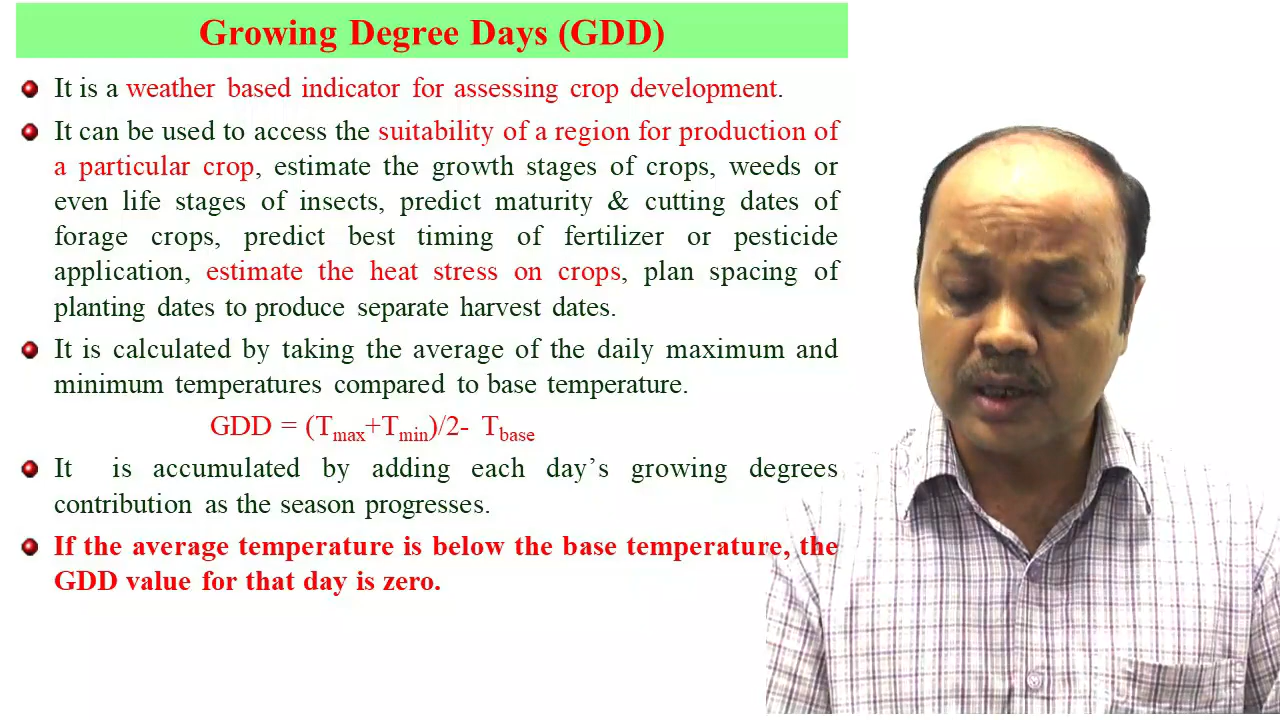 Growing Degree Days (GDD)
It is a weather based indicator for assessing crop development.
It can be used to access the suitability of a region for production of
a particular crop, estimate the growth stages of crops, weeds or
even life stages of insects, predict maturity & cutting dates of
forage crops, predict best timing of fertilizer or pesticide
application, estimate the heat stress on crops, plan spacing of
planting dates to produce separate harvest dates.
It is calculated by taking the average of the daily maximum and
minimum temperatures compared to base temperature.
GDD = (Tmax+Tmin)/2- Tbase
It is accumulated by adding each day’s growing degrees
contribution as the season progresses.
If the average temperature is below the base temperature, the
GDD value for that day is zero.